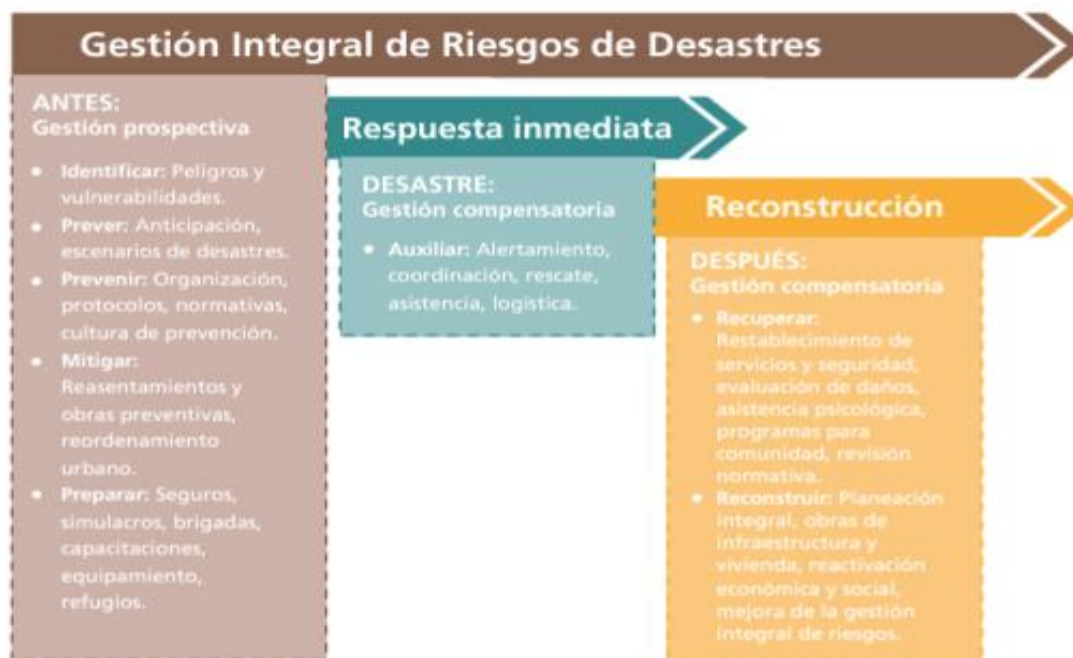 Gestión Integral de Riesgos de Desastres
ANTES:
Gestión prospectiva
• Identificar: Peligros y
vulnerabilidades.
• Prever: Anticipación,
escenarios de desastres.
• Prevenir: Organización,
protocolos, normativas,
cultura de prevención.
• Mitigar:
Reasentamientos y
obras preventivas,
reordenamiento
urbano.
• Preparar: Seguros,
simulacros, brigadas,
capacitaciones,
equipamiento,
refugios.
Respuesta inmediata
DESASTRE:
Gestión compensatoria
• Auxiliar: Alertamiento,
coordinación, rescate,
asistencia, logística.
Reconstrucción
DESPUÉS:
Gestión compensatoria
• Recuperar:
Restablecimiento de
servicios y seguridad,
evaluación de daños,
asistencia psicológica,
programas para
comunidad, revisión
normativa.
• Reconstruir: Planeación
integral, obras de
infraestructura y
vivienda, reactivación
económica y social,
mejora de la gestión
integral de riesgos.